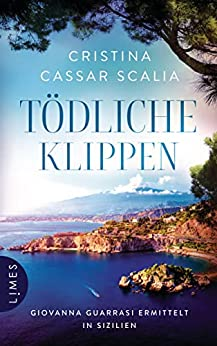 CRISTINA
CASSAR SCALIA
TÖDLICHE
KLIPPEN
LIMES
GIOVANNA GUARRASI ERMITTELT
IN SIZILIEN